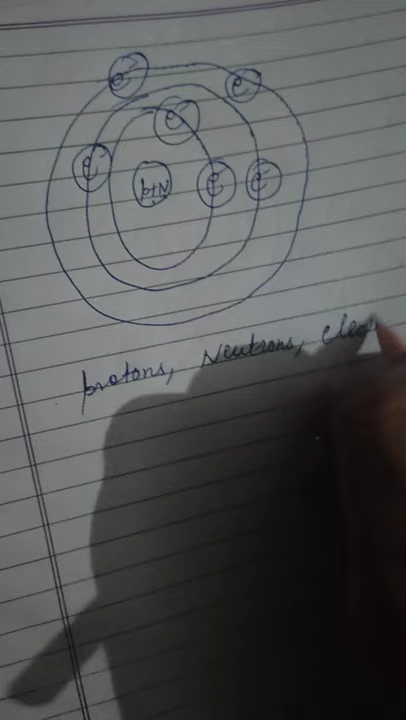 e⁻ e⁻
e⁻
e⁻ e⁻ e⁻
protons, Neutrons,